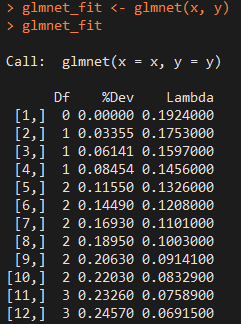 > glmnet_fit <- glmnet(x, y)
> glmnet_fit
Call:  glmnet(x = x, y = y)
Df %Dev Lambda
[1,] 0 0.00000 0.1924000
[2,] 1 0.03355 0.1753000
[3,] 1 0.06141 0.1597000
[4,] 1 0.08454 0.1456000
[5,] 2 0.11550 0.1326000
[6,] 2 0.14490 0.1208000
[7,] 2 0.16930 0.1101000
[8,] 2 0.18950 0.1003000
[9,] 2 0.20630 0.0914100
[10,] 2 0.22030 0.0832900
[11,] 3 0.23260 0.0758900
[12,] 3 0.24570 0.0691500